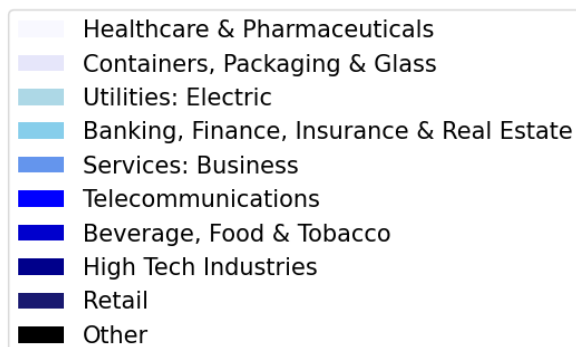 Healthcare & Pharmaceuticals
Containers, Packaging & Glass
Utilities: Electric
Banking, Finance, Insurance & Real Estate
Services: Business
Telecommunications
Beverage, Food & Tobacco
High Tech Industries
Retail
Other